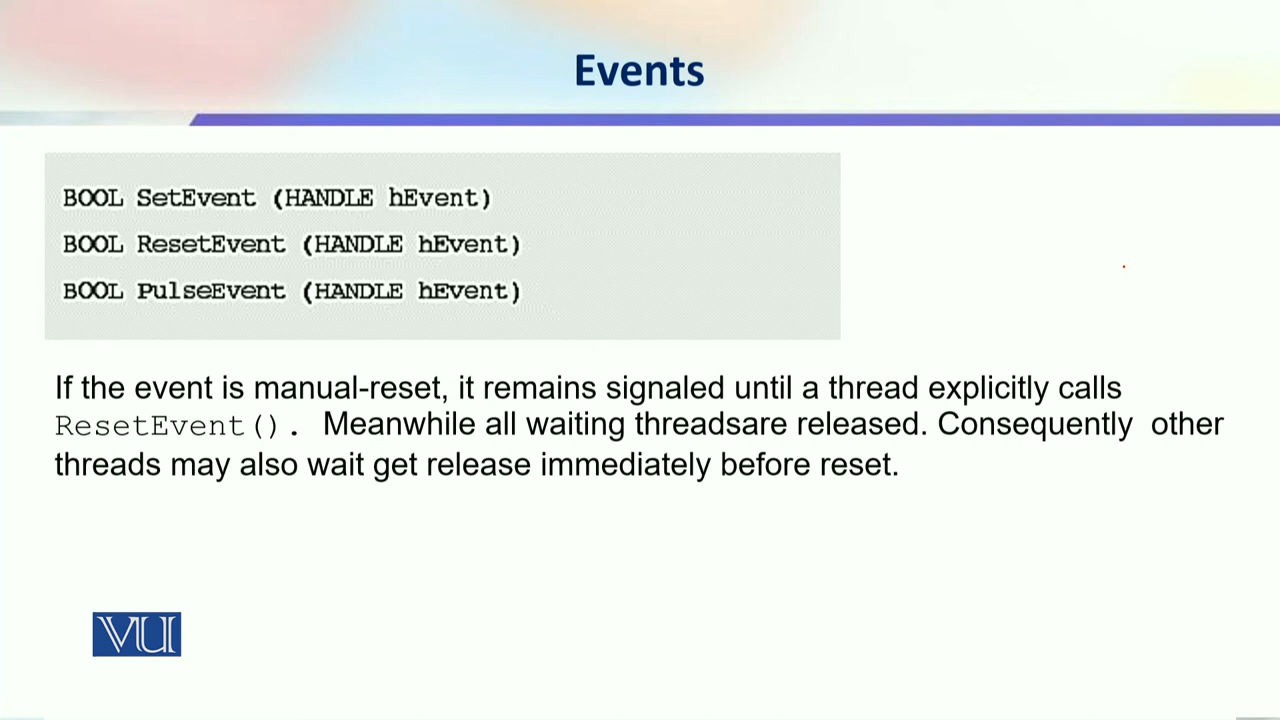 Events
BOOL SetEvent (HANDLE hEvent)
BOOL ResetEvent (HANDLE hEvent)
BOOL PulseEvent (HANDLE hEvent)
If the event is manual-reset, it remains signaled until a thread explicitly calls
ResetEvent(). Meanwhile all waiting threadsare released. Consequently other
threads may also wait get release immediately before reset.
VU